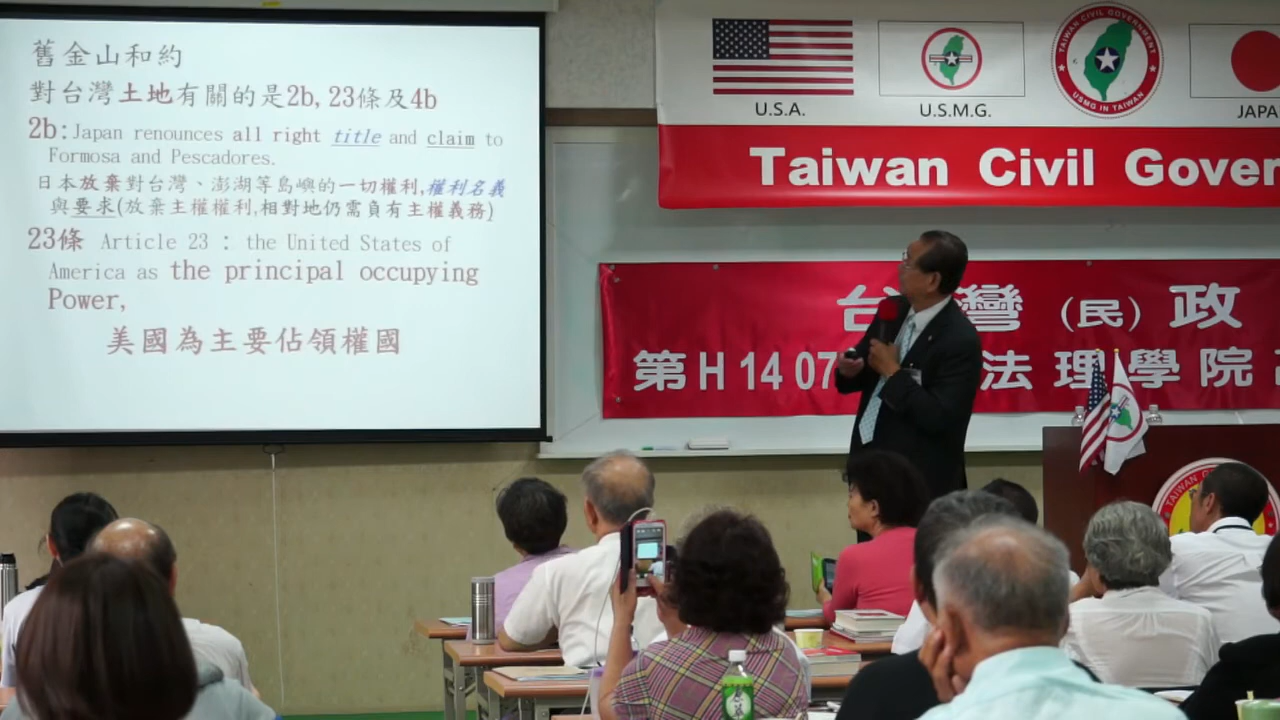 舊金山和約
對台灣土地有關的是2b, 23條及4b
2b:Japan renounces all right title and claim to
Formosa and Pescadores.
日本放棄對台灣、澎湖等島嶼的一切權利,權利名義
與要求(放棄主權權利,相對地仍需負有主權義務)
23條 Article 23 : the United States of
America as the principal occupying
Power,
美國為主要佔領權國
U.S.A.
U.S.M.G.
TAIWAN CIVIL GOVERNMENT
USMG IN TAIWAN
JAPA
Taiwan Civil Gover
台灣(民)政
第H 14 07
法理學院
TAIWAN CIVIL